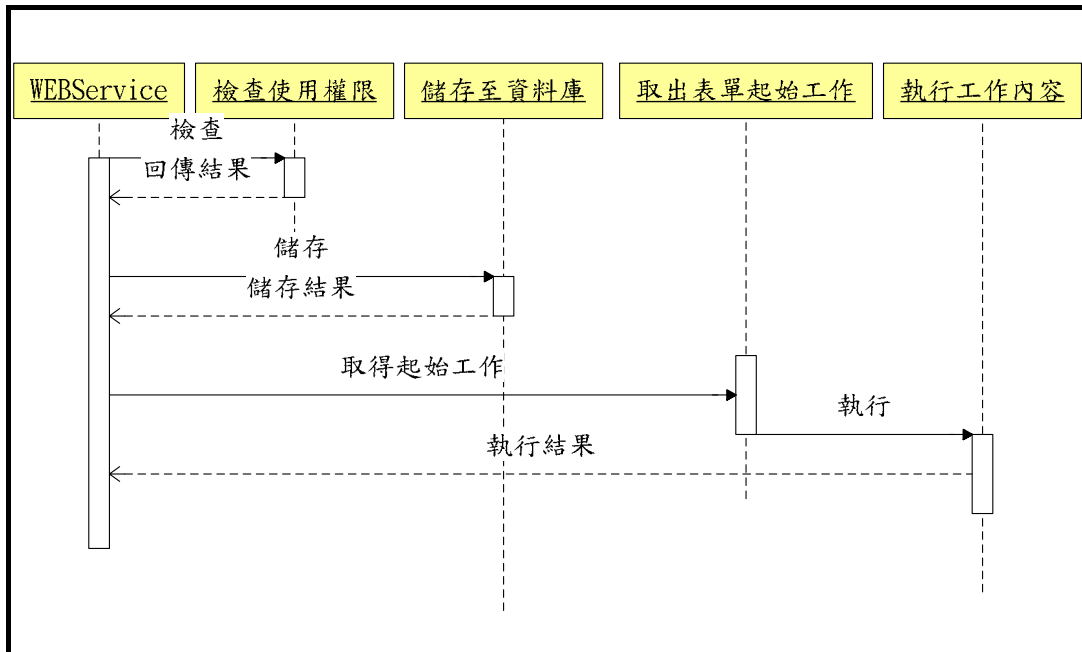 WEBService
檢查使用權限
儲存至資料庫
取出表單起始工作
執行工作內容
檢查
回傳結果
儲存
儲存結果
取得起始工作
執行
執行結果